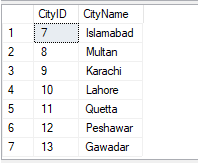 CityID CityName
1 7 Islamabad
2 8 Multan
3 9 Karachi
4 10 Lahore
5 11 Quetta
6 12 Peshawar
7 13 Gawadar